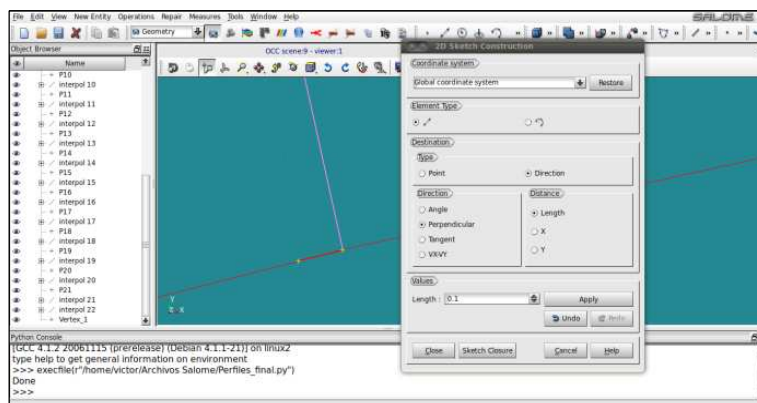 File Edit View New Entity Operations Repair Measures Tools Window Help
SALOME
Geometry
Object Browser
OCC scene:9 - viewer:1
Name
P10
interpol 10
P11
interpol 11
P12
interpol 12
P13
interpol 13
P14
interpol 14
P15
interpol 15
P16
interpol 16
P17
interpol 17
P18
interpol 18
P19
interpol 19
P20
interpol 20
P21
interpol 21
interpol 22
Vertex_1
Y
X
2D Sketch Construction
Coordinate system
Global coordinate system
Restore
Element Type
Destination
Type
Point
Direction
Direction
Angle
Perpendicular
Tangent
VX-VY
Distance
Length
X
Y
Values
Length : 0.1
Apply
Undo
Redo
Close
Sketch Closure
Cancel
Help
Python Console
[GCC 4.1.2 20061115 (prerelease) (Debian 4.1.1-21)] on linux2
type help to get general information on environment
>>> execfile(r"/home/victor/Archivos Salome/Perfiles_final.py")
Done
>>>